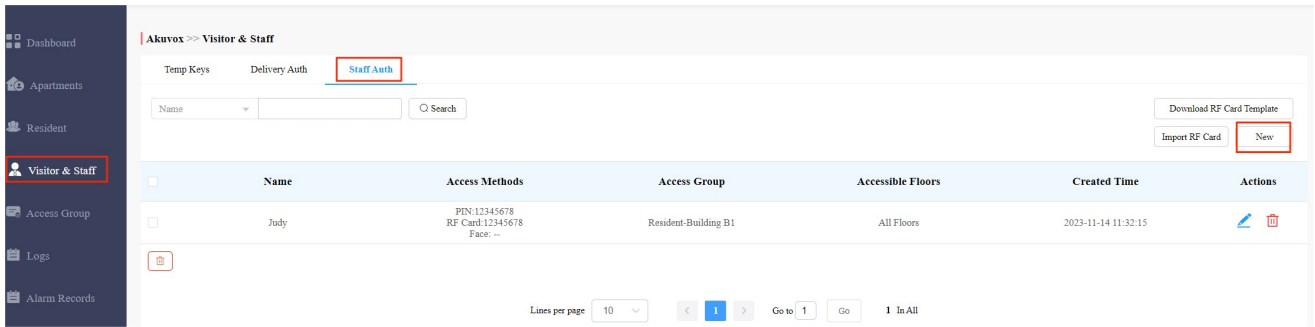 Dashboard
Apartments
Resident
Visitor & Staff
Access Group
Logs
Alarm Records
Akuvox >> Visitor & Staff
Temp Keys Delivery Auth Staff Auth
Name Search Download RF Card Template
Import RF Card New
Name Access Methods Access Group Accessible Floors Created Time Actions
PIN:12345678
Judy RF Card:12345678 Resident-Building B1 All Floors 2023-11-14 11:32:15
Face: --
Lines per page 10 < 1 > Go to 1 Go 1 In All